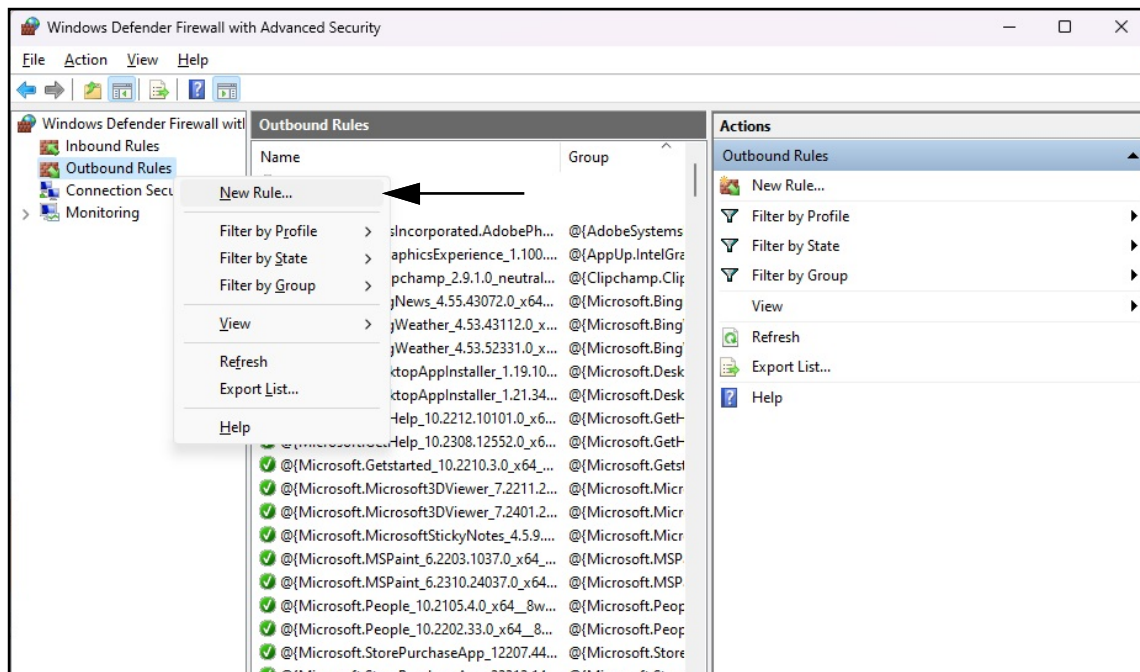 Windows Defender Firewall with Advanced Security
File Action View Help
Windows Defender Firewall witl
Inbound Rules
Outbound Rules
Connection Secu
Monitoring
New Rule...
Filter by Profile
Filter by State
Filter by Group
View
Refresh
Export List...
Help
Outbound Rules
Name Group
sIncorporated.AdobePh... @{AdobeSystems
aphicsExperience_1.100.... @{AppUp.IntelGra
pchamp_2.9.1.0_neutral... @{Clipchamp.Clip
gNews_4.55.43072.0_x64... @{Microsoft.Bing
gWeather_4.53.43112.0_x... @{Microsoft.Bing
gWeather_4.53.52331.0_x... @{Microsoft.Bing
ktopAppInstaller_1.19.10... @{Microsoft.Desk
ktopAppInstaller_1.21.34... @{Microsoft.Desk
Help_10.2212.10101.0_x6... @{Microsoft.GetH
Help_10.2308.12552.0_x6... @{Microsoft.GetH
@{Microsoft.Getstarted_10.2210.3.0_x64_... @{Microsoft.Getst
@{Microsoft.Microsoft3DViewer_7.2211.2... @{Microsoft.Micr
@{Microsoft.Microsoft3DViewer_7.2401.2... @{Microsoft.Micr
@{Microsoft.MicrosoftStickyNotes_4.5.9.... @{Microsoft.Micr
@{Microsoft.MSPaint_6.2203.1037.0_x64_... @{Microsoft.MSP
@{Microsoft.MSPaint_6.2310.24037.0_x64... @{Microsoft.MSP
@{Microsoft.People_10.2105.4.0_x64__8w... @{Microsoft.Peop
@{Microsoft.People_10.2202.33.0_x64__8... @{Microsoft.Peop
@{Microsoft.StorePurchaseApp_12207.44... @{Microsoft.Store
Actions
Outbound Rules
New Rule...
Filter by Profile
Filter by State
Filter by Group
View
Refresh
Export List...
Help